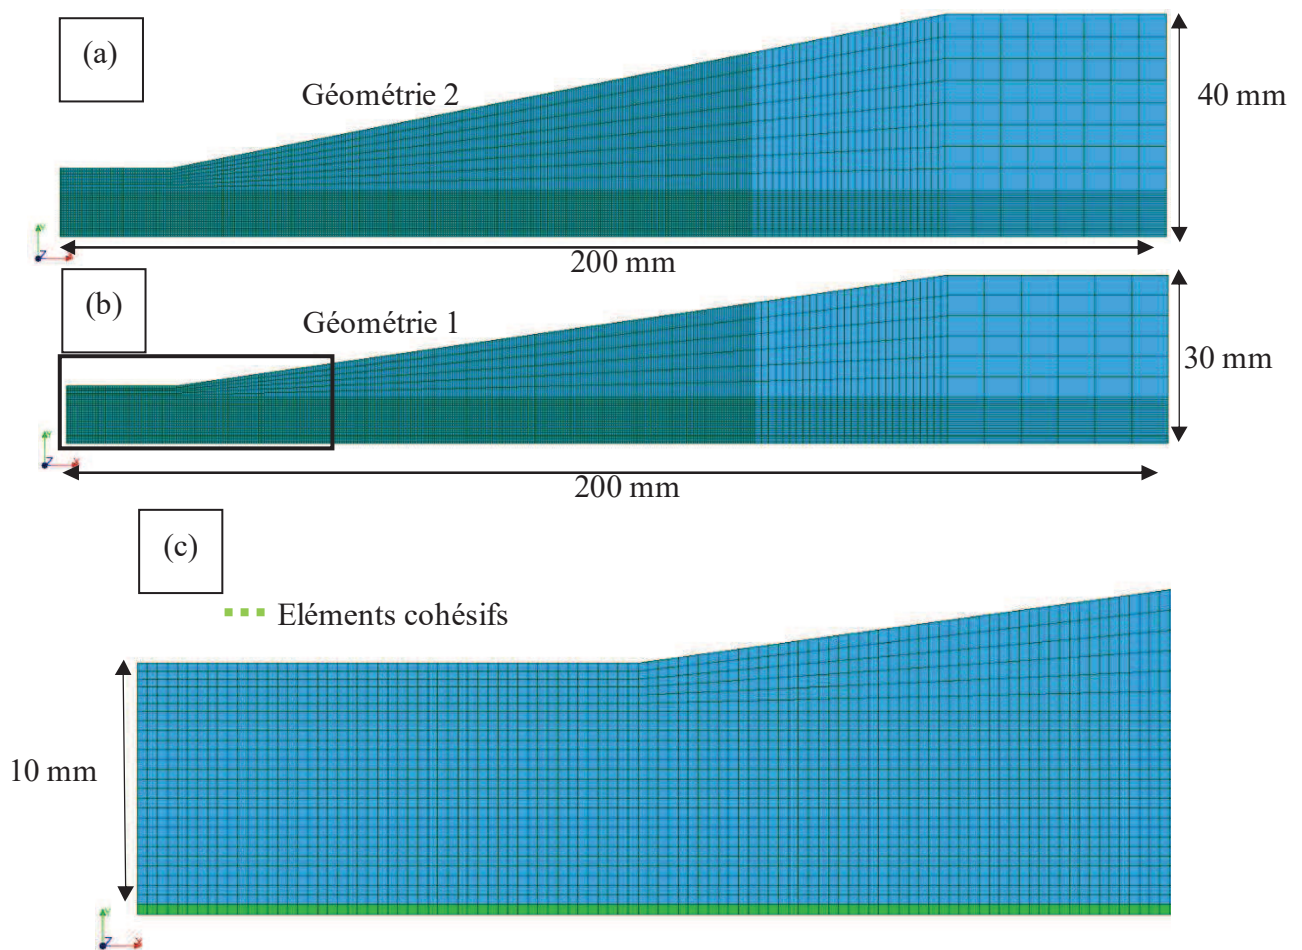 (a)
Géométrie 2
40 mm
Y
Z
200 mm
(b)
Géométrie 1
30 mm
Y
Z
X
200 mm
(c)
Eléments cohésifs
10 mm
Y
Z
X